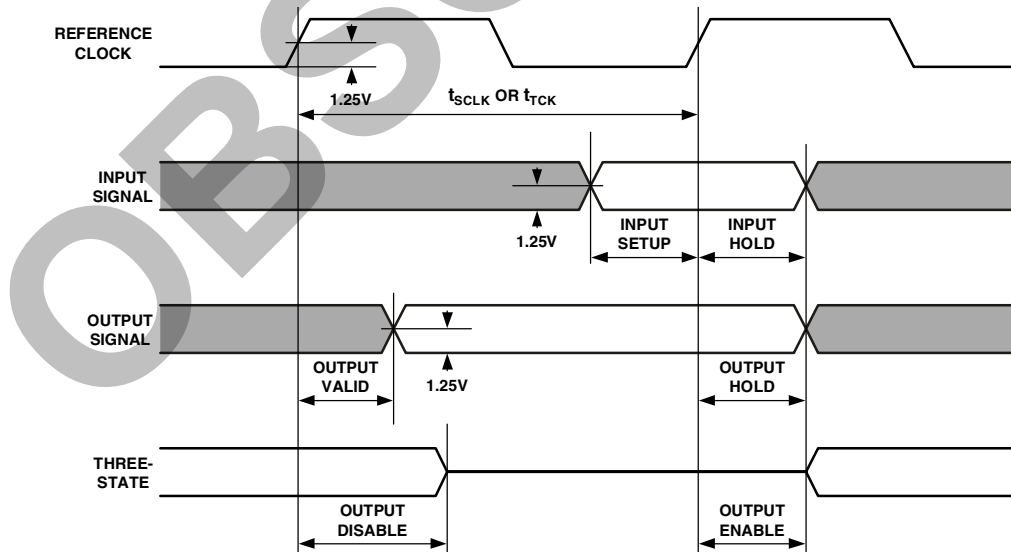 REFERENCE
CLOCK
1.25V
tSCLK OR tTCK
INPUT
SIGNAL
1.25V
INPUT
SETUP
INPUT
HOLD
OUTPUT
SIGNAL
OUTPUT
VALID
1.25V
OUTPUT
HOLD
THREE-
STATE
OUTPUT
DISABLE
OUTPUT
ENABLE
OBSO